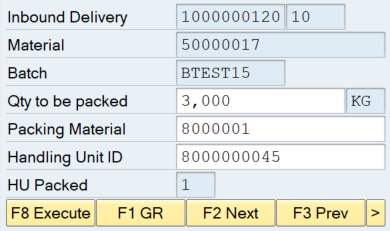 Inbound Delivery 1000000120 10
Material 50000017
Batch BTEST15
Qty to be packed 3,000 KG
Packing Material 8000001
Handling Unit ID 8000000045
HU Packed 1
F8 Execute F1 GR F2 Next F3 Prev >